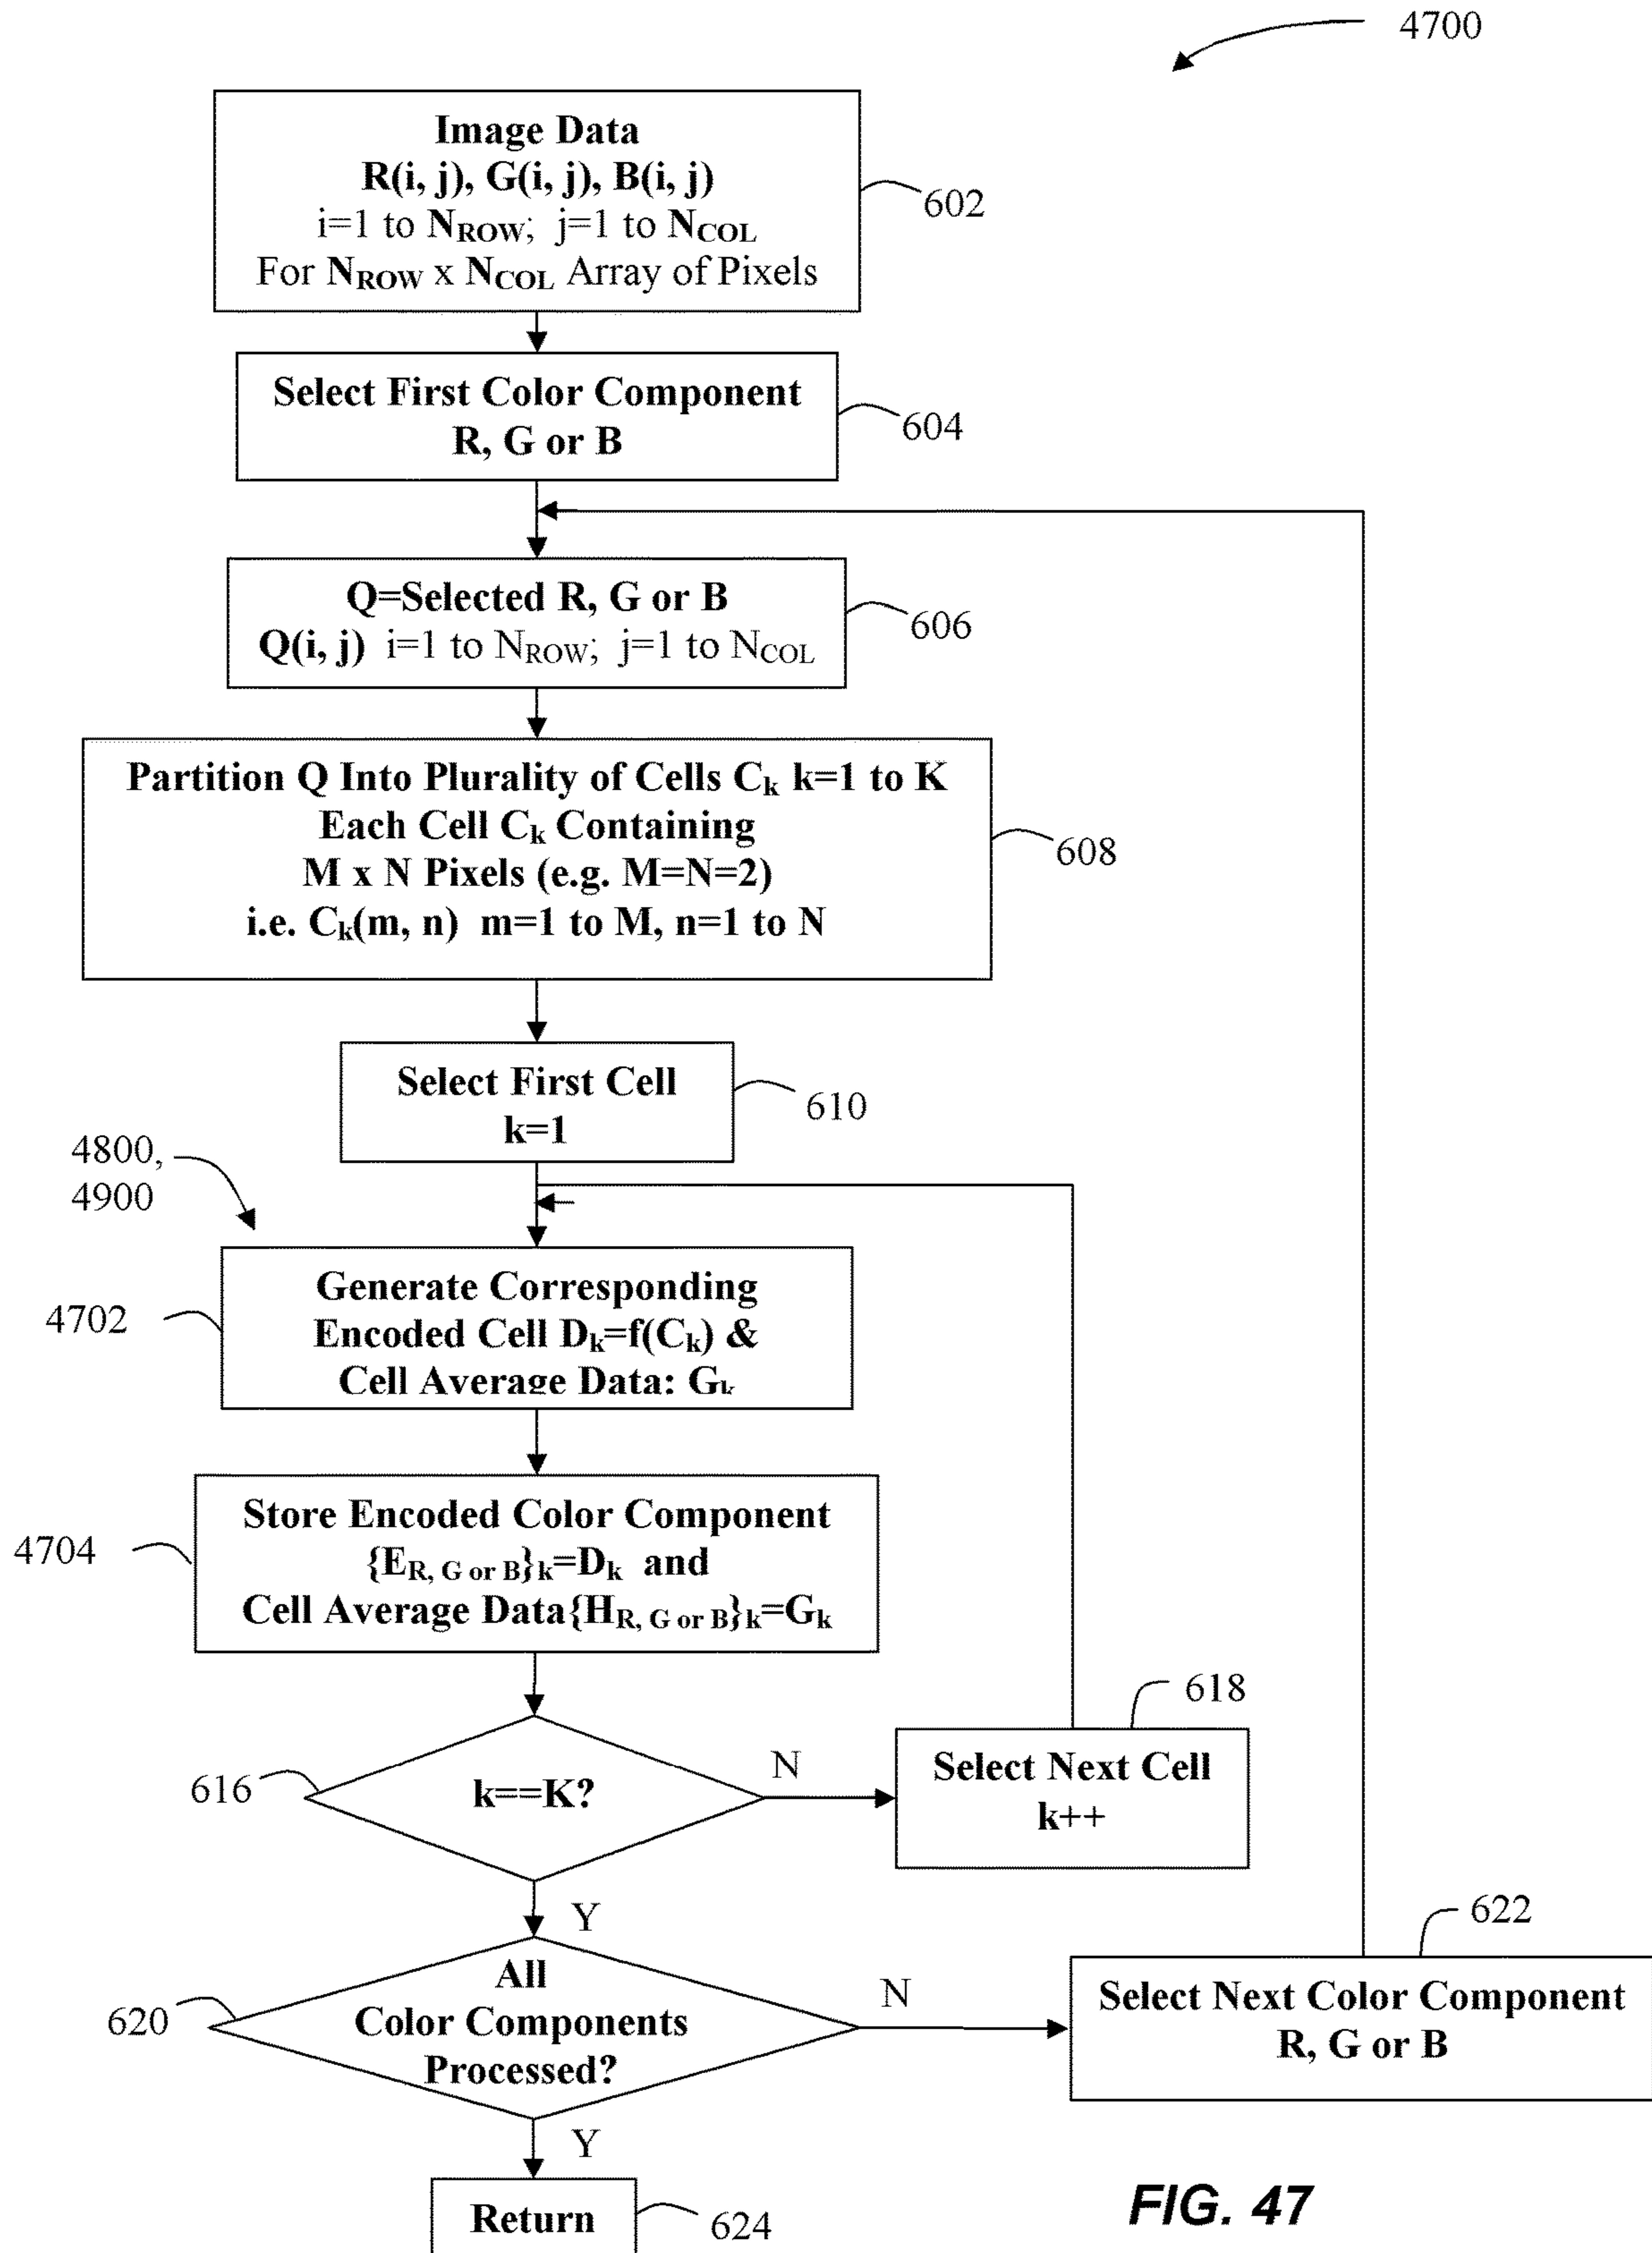 4700
Image Data
R(i, j), G(i, j), B(i, j)
i=1 to NROW; j=1 to NCOL
For NROW x NCOL Array of Pixels
602
Select First Color Component
R, G or B
604
Q=Selected R, G or B
Q(i, j) i=1 to NROW; j=1 to NCOL
606
Partition Q Into Plurality of Cells Ck k=1 to K
Each Cell Ck Containing
M x N Pixels (e.g. M=N=2)
i.e. Ck(m, n) m=1 to M, n=1 to N
608
Select First Cell
k=1
610
4800,
4900
Generate Corresponding
Encoded Cell Dk=f(Ck) &
Cell Average Data: Gk
4702
Store Encoded Color Component
{ER, G or B}k=Dk and
Cell Average Data{HR, G or B}k=Gk
4704
k==K?
616
N
Select Next Cell
k++
618
Y
All
Color Components
Processed?
620
N
Select Next Color Component
R, G or B
622
Y
Return
624
FIG. 47